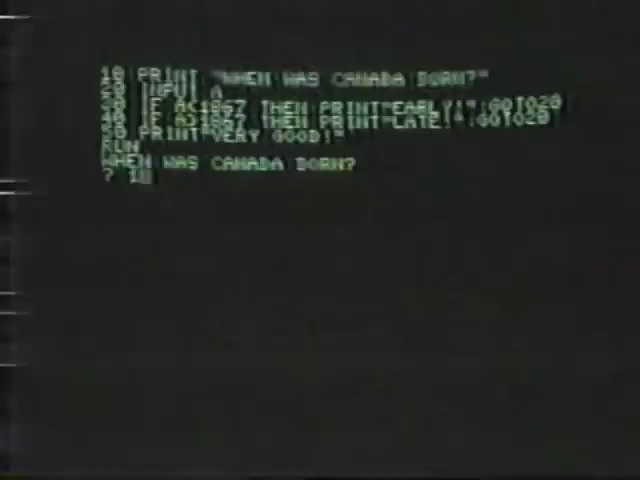 10 PRINT "WHEN WAS CANADA BORN?"
20 INPUT A
30 IF A<1867 THEN PRINT"EARLY!":GOTO20
40 IF A>1867 THEN PRINT"LATE!":GOTO20
50 PRINT"VERY GOOD!"
RUN
WHEN WAS CANADA BORN?
? 18